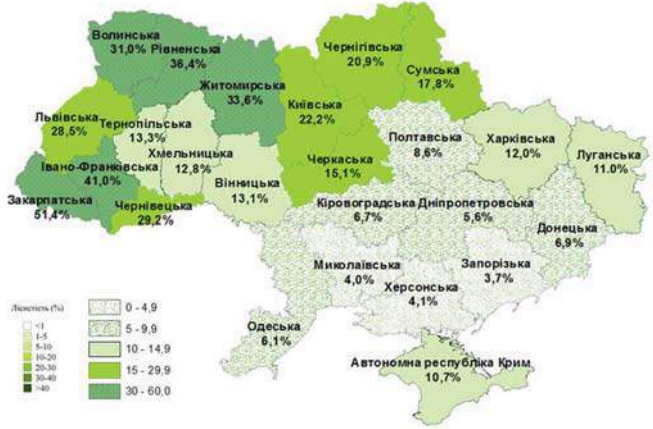 Волинська
31,0%
Рівненська
36,4%
Житомирська
33,6%
Чернігівська
20,9%
Сумська
17,8%
Київська
22,2%
Львівська
28,5%
Тернопільська
13,3%
Хмельницька
12,8%
Івано-Франківська
41,0%
Закарпатська
51,4%
Чернівецька
29,2%
Вінницька
13,1%
Черкаська
15,1%
Полтавська
8,6%
Харківська
12,0%
Луганська
11.0%
Кіровоградська
6,7%
Дніпропетровська
5,6%
Донецька
6,9%
Миколаївська
4,0%
Херсонська
4,1%
Запорізька
3,7%
Одеська
6,1%
Автономна республіка Крим
10,7%
Лісистість (%)
<1
1-5
5-10
10-20
20-30
30-40
>40
0 - 4,9
5 - 9,9
10 - 14,9
15 - 29,9
30 - 60,0